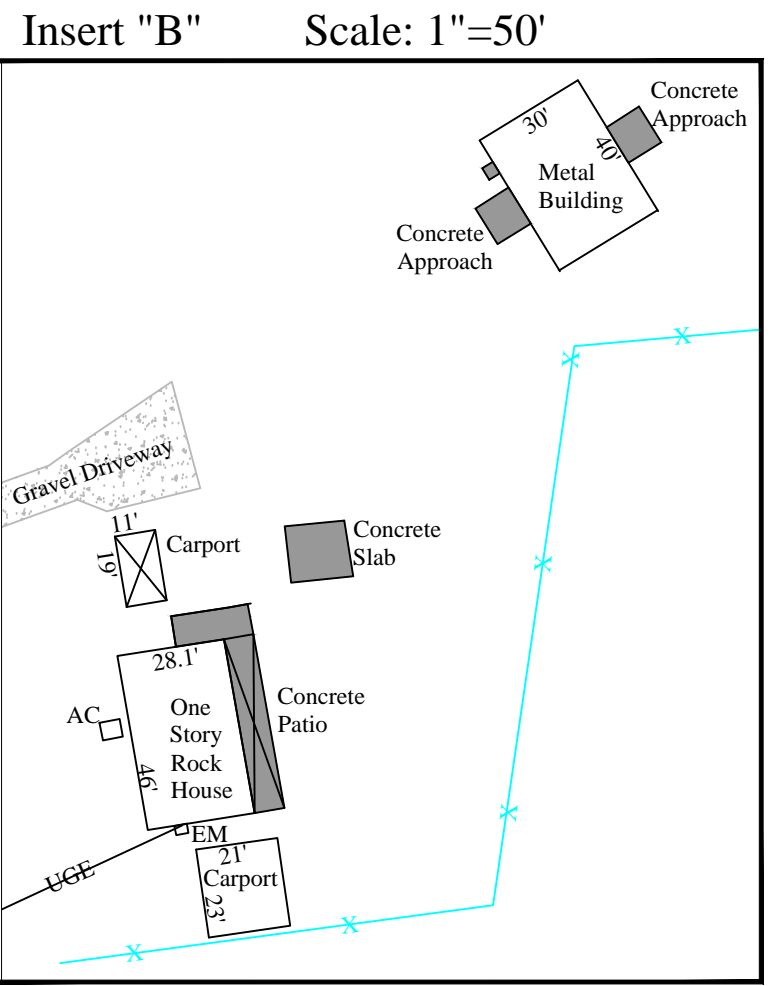 Insert "B" Scale: 1"=50'
Concrete
Approach
30'
40'
Metal
Building
Concrete
Approach
X
X
Gravel Driveway
11'
19'
Carport
Concrete
Slab
X
28.1'
One
Story
Rock
House
46'
AC
Concrete
Patio
X
EM
UGE
21'
Carport
23'
X
X